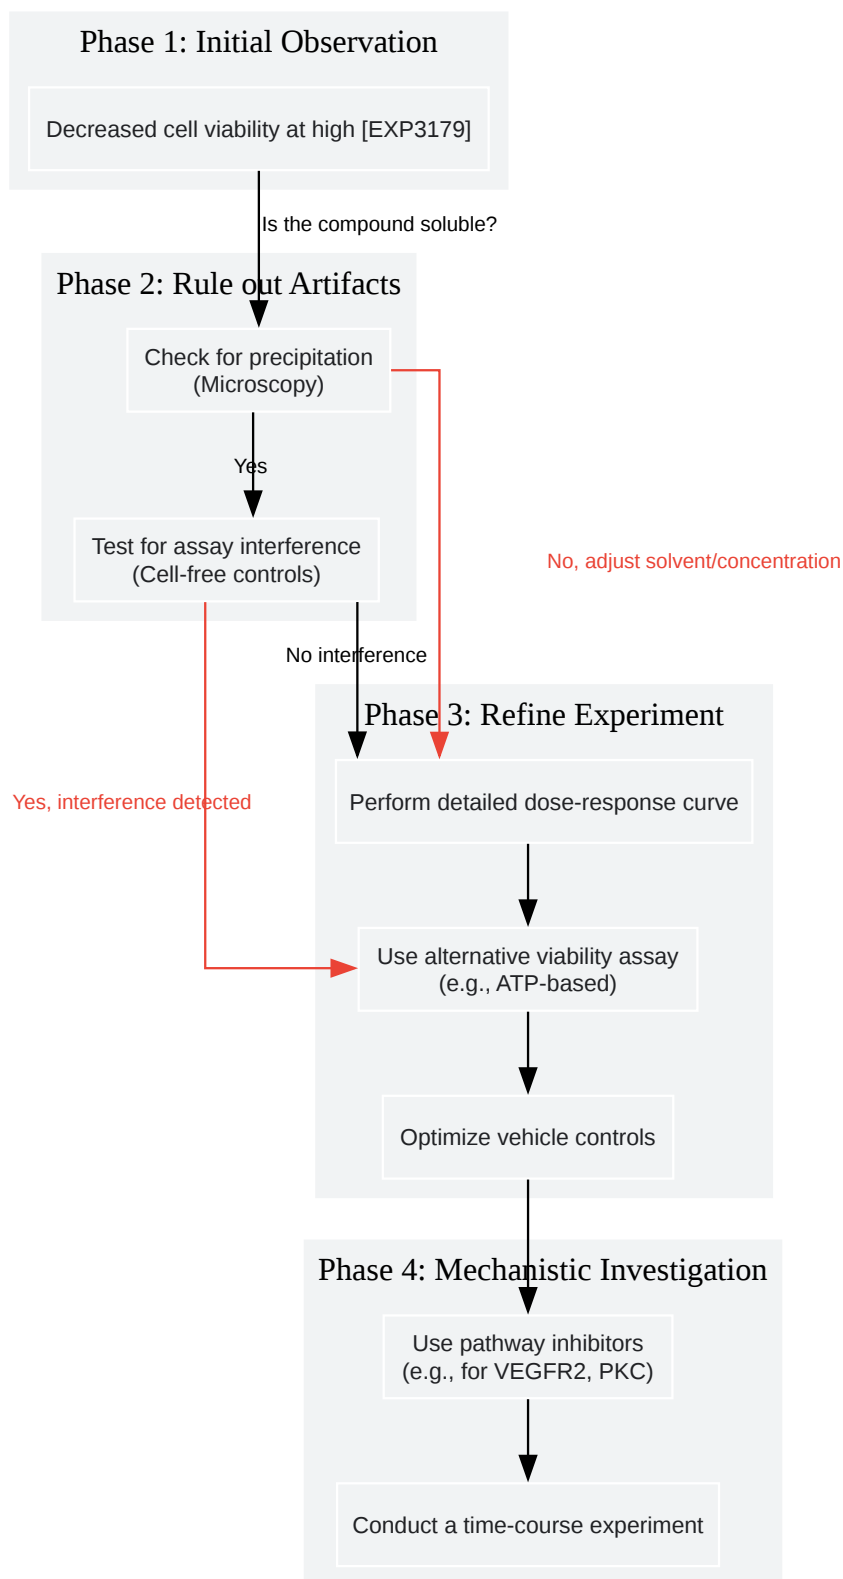 Phase 1: Initial Observation
Decreased cell viability at high [EXP3179]
Is the compound soluble?
Phase 2: Rule out Artifacts
Check for precipitation
(Microscopy)
Yes
Test for assay interference
(Cell-free controls)
No, adjust solvent/concentration
No interference
Phase 3: Refine Experiment
Yes, interference detected
Perform detailed dose-response curve
Use alternative viability assay
(e.g., ATP-based)
Optimize vehicle controls
Phase 4: Mechanistic Investigation
Use pathway inhibitors
(e.g., for VEGFR2, PKC)
Conduct a time-course experiment